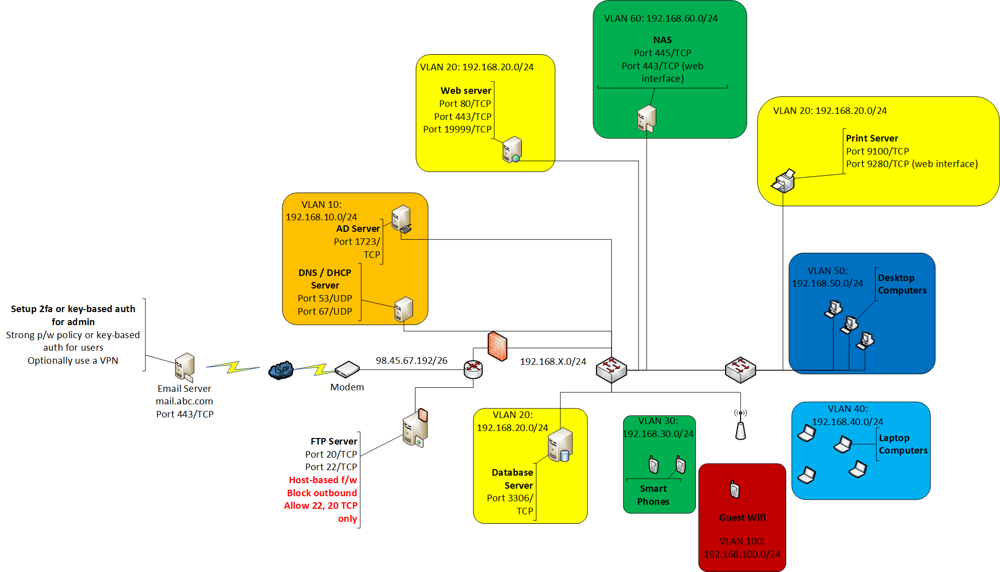 VLAN 60: 192.168.60.0/24
NAS
Port 445/TCP
Port 443/TCP (web
interface)
VLAN 20: 192.168.20.0/24
Web server
Port 80/TCP
Port 443/TCP
Port 19999/TCP
VLAN 20: 192.168.20.0/24
Print Server
Port 9100/TCP
Port 9280/TCP (web interface)
VLAN 10:
192.168.10.0/24
AD Server
Port 1723/
TCP
DNS / DHCP
Server
Port 53/UDP
Port 67/UDP
VLAN 50:
192.168.50.0/24
Desktop
Computers
Setup 2fa or key-based auth
for admin
Strong p/w policy or key-based
auth for users
Optionally use a VPN
Email Server
mail.abc.com
Port 443/TCP
ISP
Modem
98.45.67.192/26
192.168.X.0/24
FTP Server
Port 20/TCP
Port 22/TCP
Host-based f/w
Block outbound
Allow 22, 20 TCP
only
VLAN 20:
192.168.20.0/24
Database
Server
Port 3306/
TCP
VLAN 30:
192.168.30.0/24
Smart
Phones
VLAN 40:
192.168.40.0/24
Laptop
Computers
Guest Wifi
VLAN 100:
192.168.100.0/24